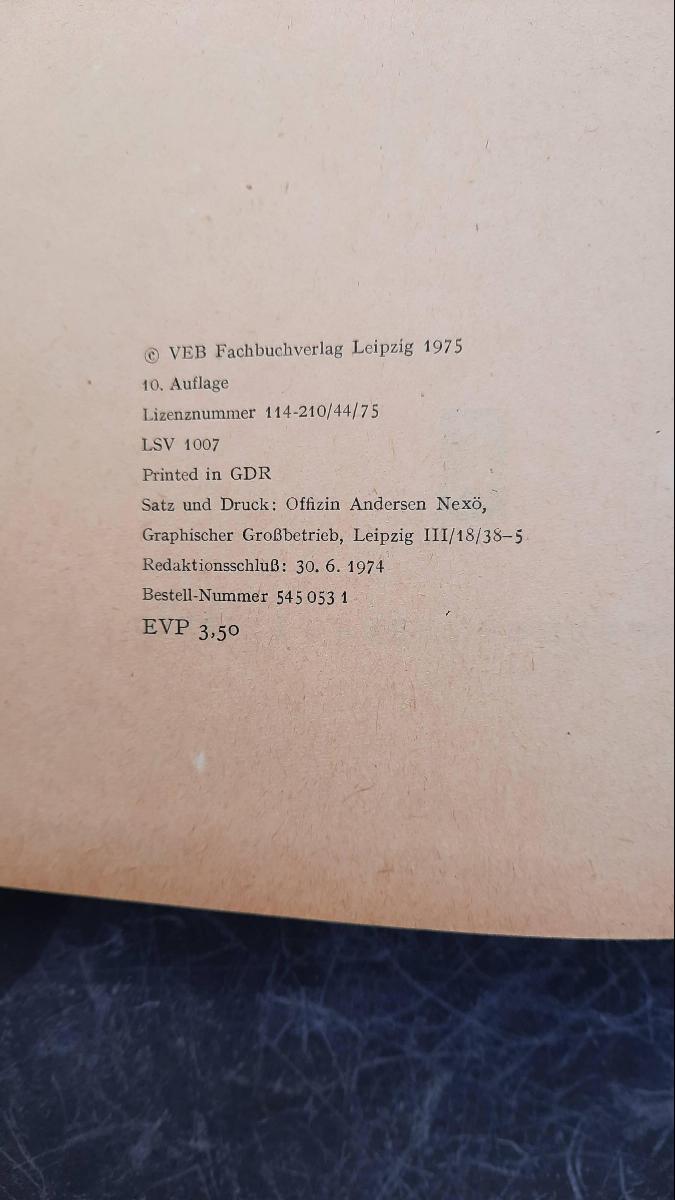 © VEB Fachbuchverlag Leipzig 1975
10. Auflage
Lizenznummer 114-210/44/75
LSV 1007
Printed in GDR
Satz und Druck: Offizin Andersen Nexö,
Graphischer Großbetrieb, Leipzig III/18/38–5
Redaktionsschluß: 30. 6. 1974
Bestell-Nummer 545 053 1
EVP 3,50